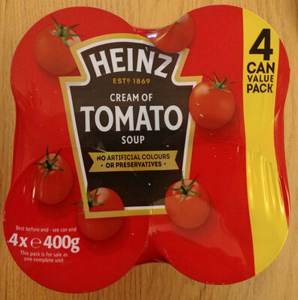 HEINZ
ESTD 1869
CREAM OF
TOMATO
SOUP
NO ARTIFICIAL COLOURS
• OR PRESERVATIVES •
4
CAN
VALUE
PACK
Best before end - see can end
4x℮400g
This pack is for sale as
one complete unit